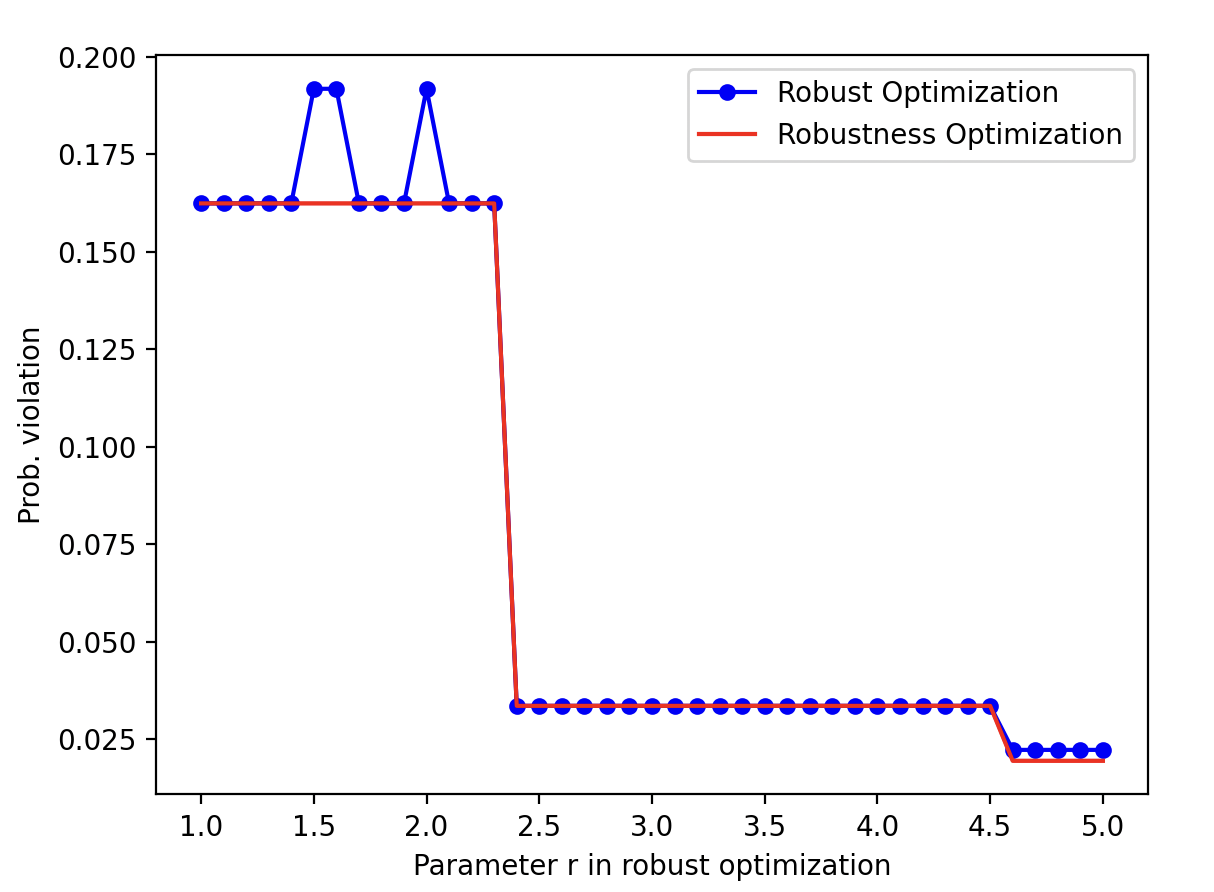 Robust Optimization
Robustness Optimization
Prob. violation
0.200
0.175
0.150
0.125
0.100
0.075
0.050
0.025
1.0 1.5 2.0 2.5 3.0 3.5 4.0 4.5 5.0
Parameter r in robust optimization